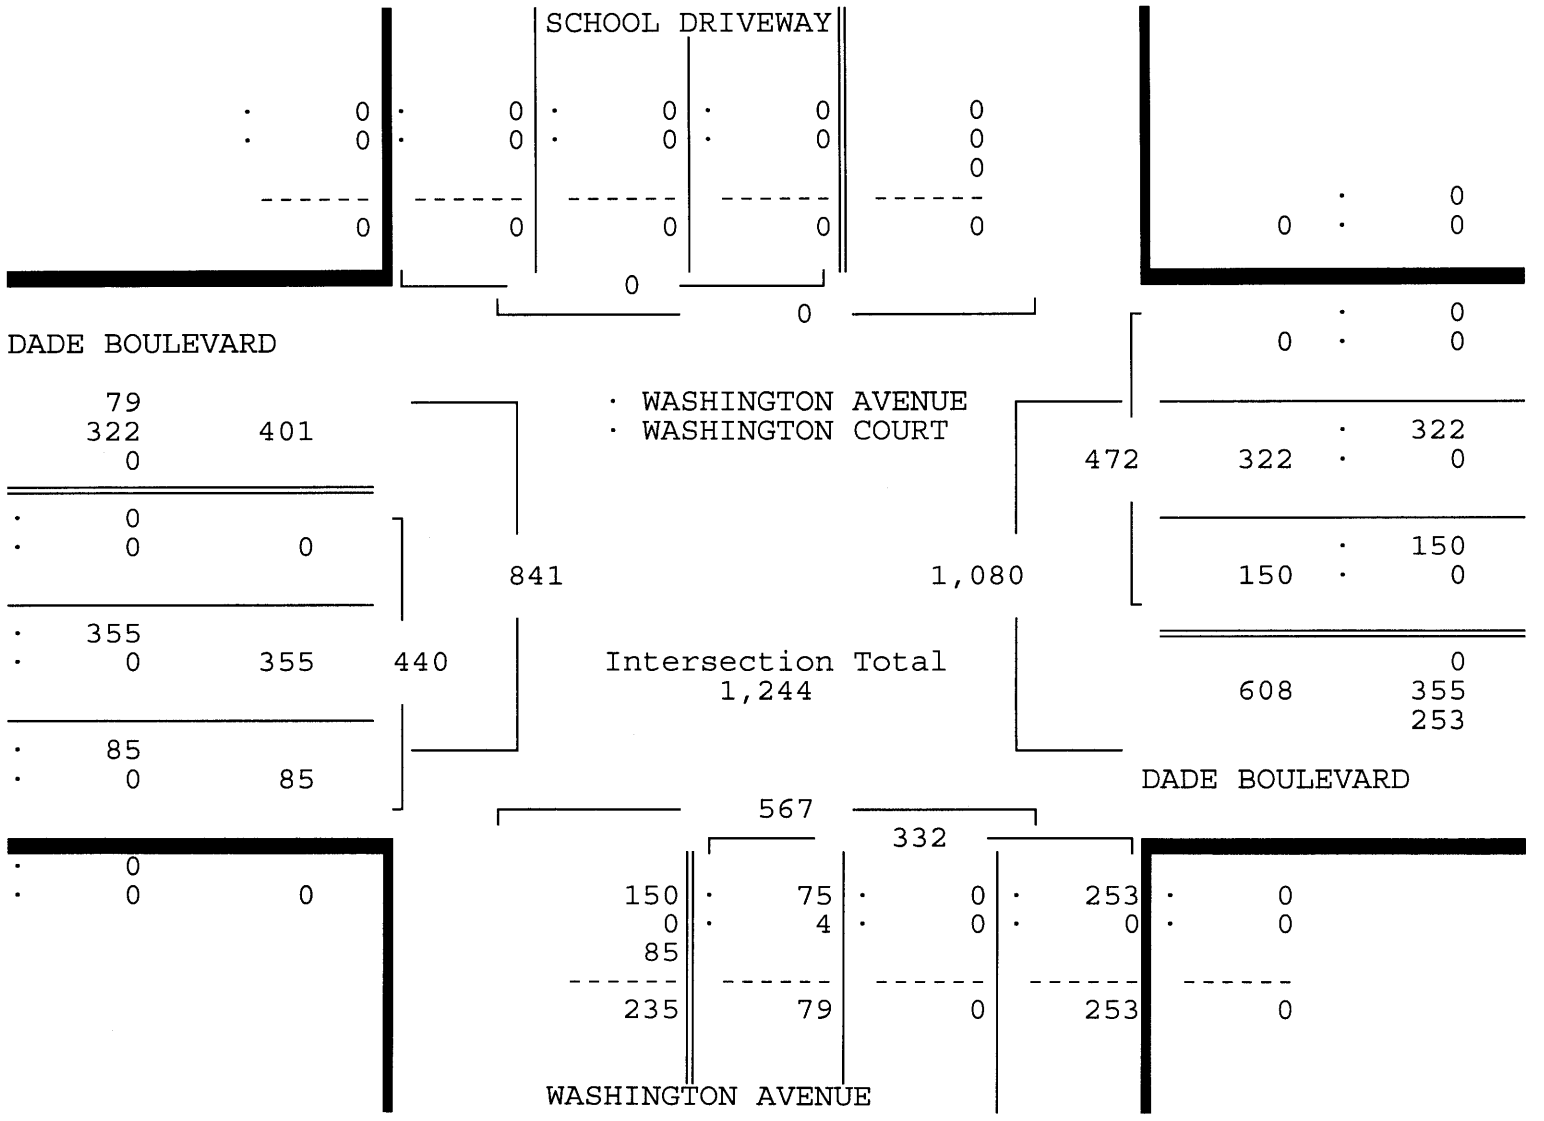 SCHOOL DRIVEWAY
· 0 · 0 · 0 · 0 0
· 0 · 0 · 0 · 0 0
0
------ ------ ------ ------ ------
· 0
0 0 0 0 0
0 · 0
0
0
· 0
DADE BOULEVARD
0 · 0
79
· WASHINGTON AVENUE
322 401
· WASHINGTON COURT
· 322
0
472 322 · 0
· 0
· 0 0
· 150
841 1,080 150 · 0
· 355
· 0 355 440 Intersection Total 0
1,244 608 355
253
· 85
· 0 85
DADE BOULEVARD
567
332
· 0
· 0 0 150 · 75 · 0 · 253 · 0
0 · 4 · 0 · 0 · 0
85
------ ------ ------ ------ ------
235 79 0 253 0
WASHINGTON AVENUE